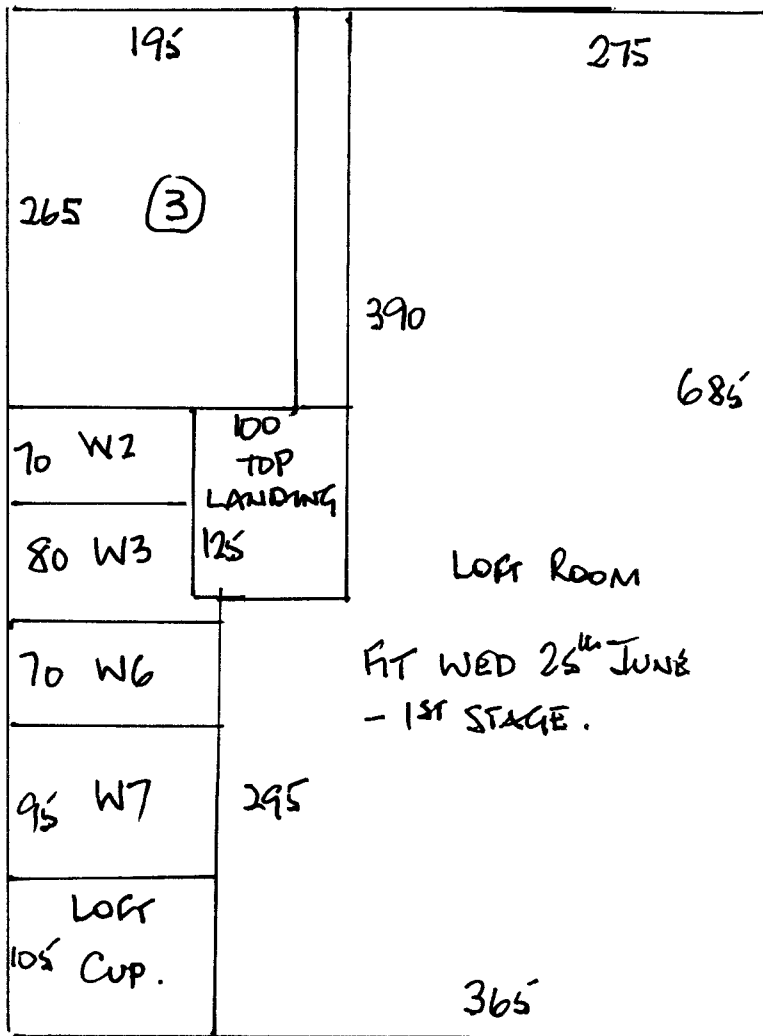 195
275
265 ③
390
685
70 W2
100
TOP
LANDING
125
80 W3
LOFT ROOM
70 W6
FIT WED 25th JUNE
- 1ST STAGE.
95 W7
295
LOFT
105 CUP.
365